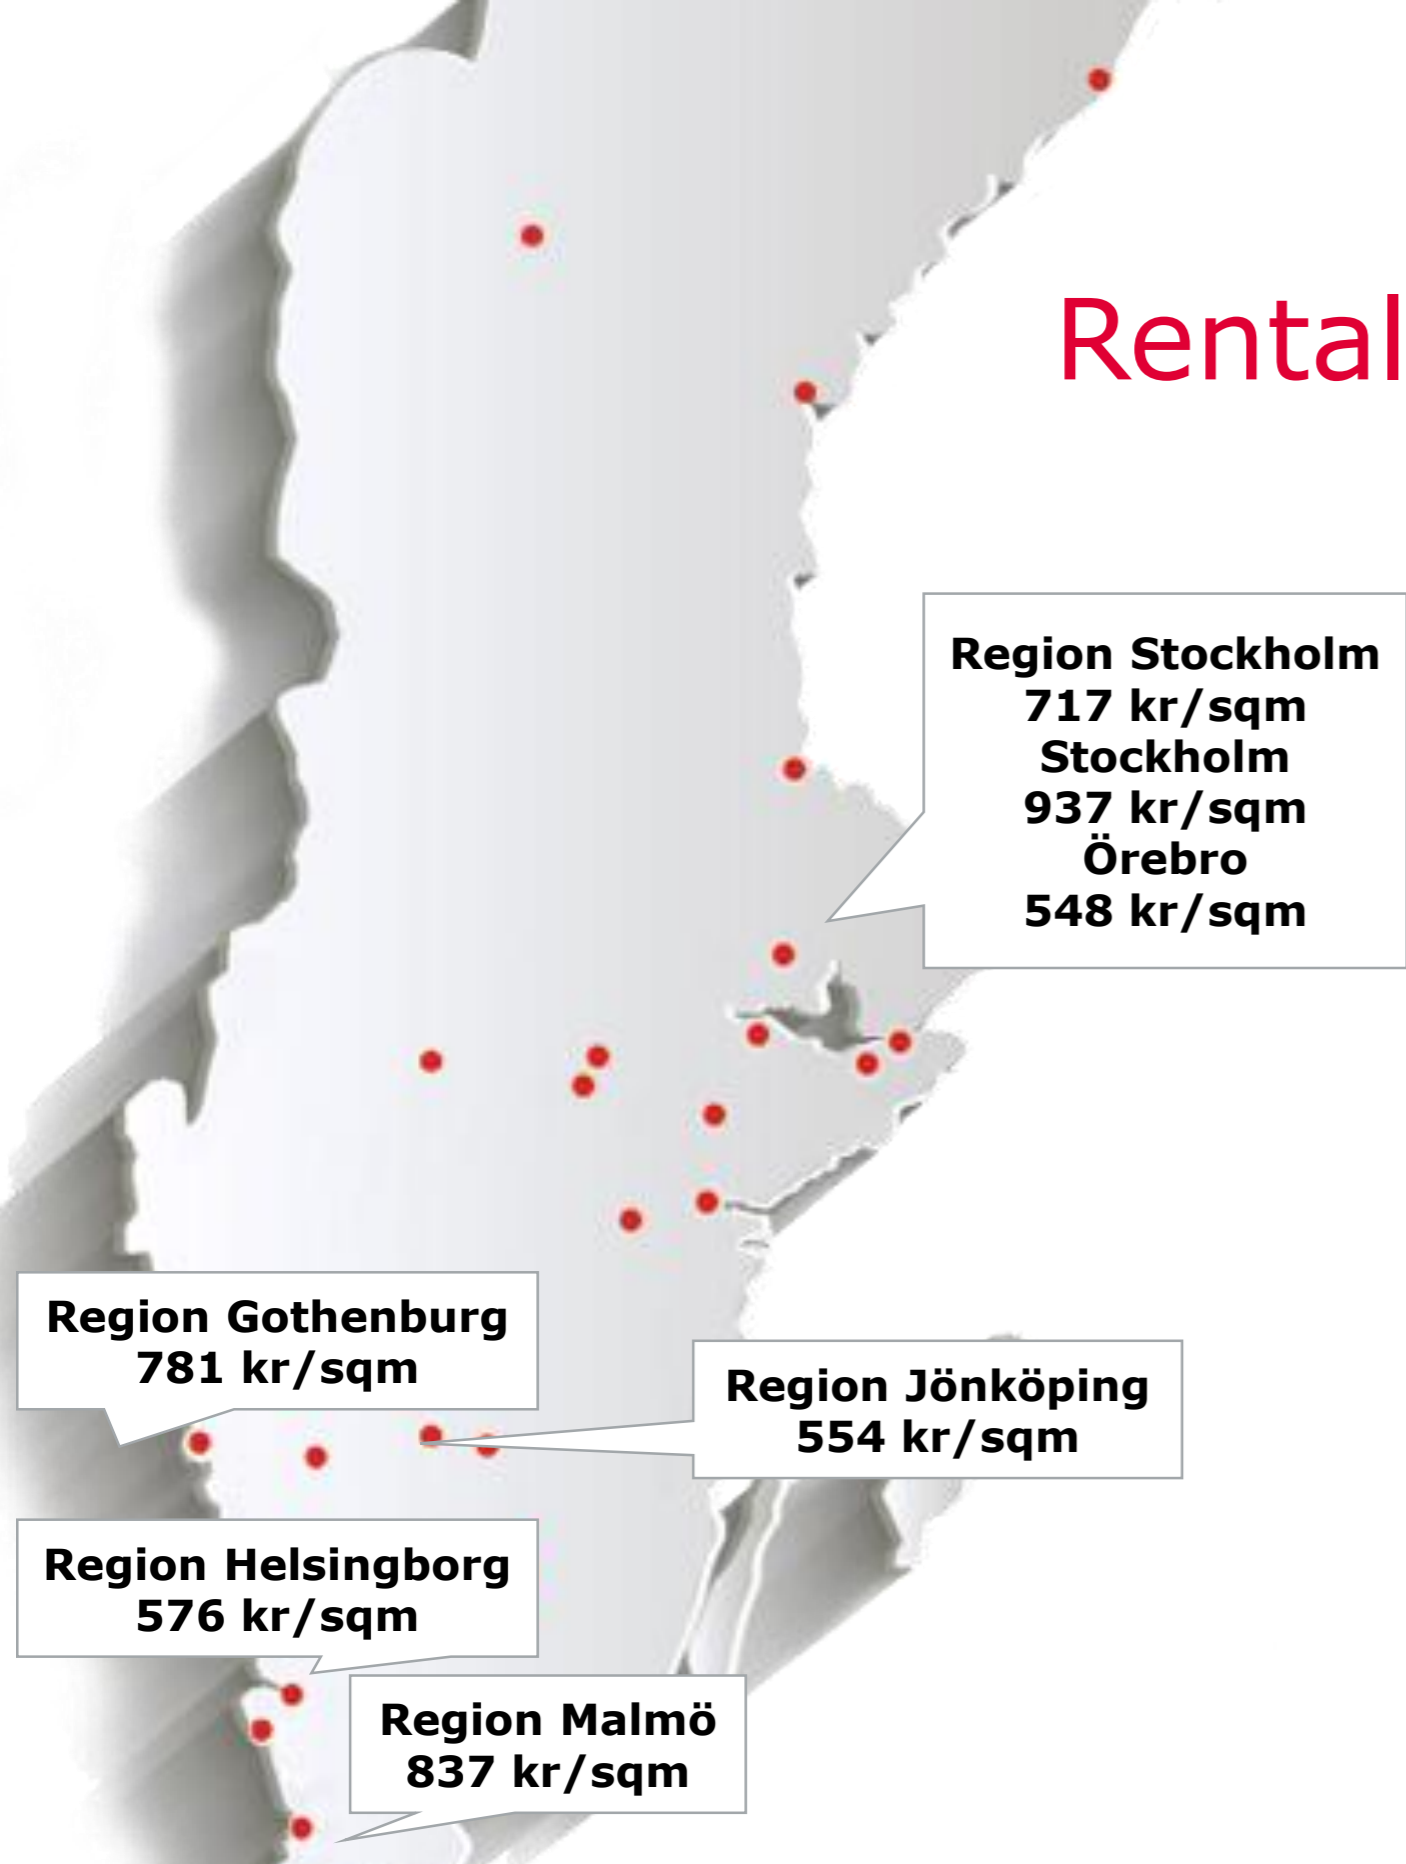 Rental
Region Stockholm
717 kr/sqm
Stockholm
937 kr/sqm
Örebro
548 kr/sqm
Region Gothenburg
781 kr/sqm
Region Jönköping
554 kr/sqm
Region Helsingborg
576 kr/sqm
Region Malmö
837 kr/sqm